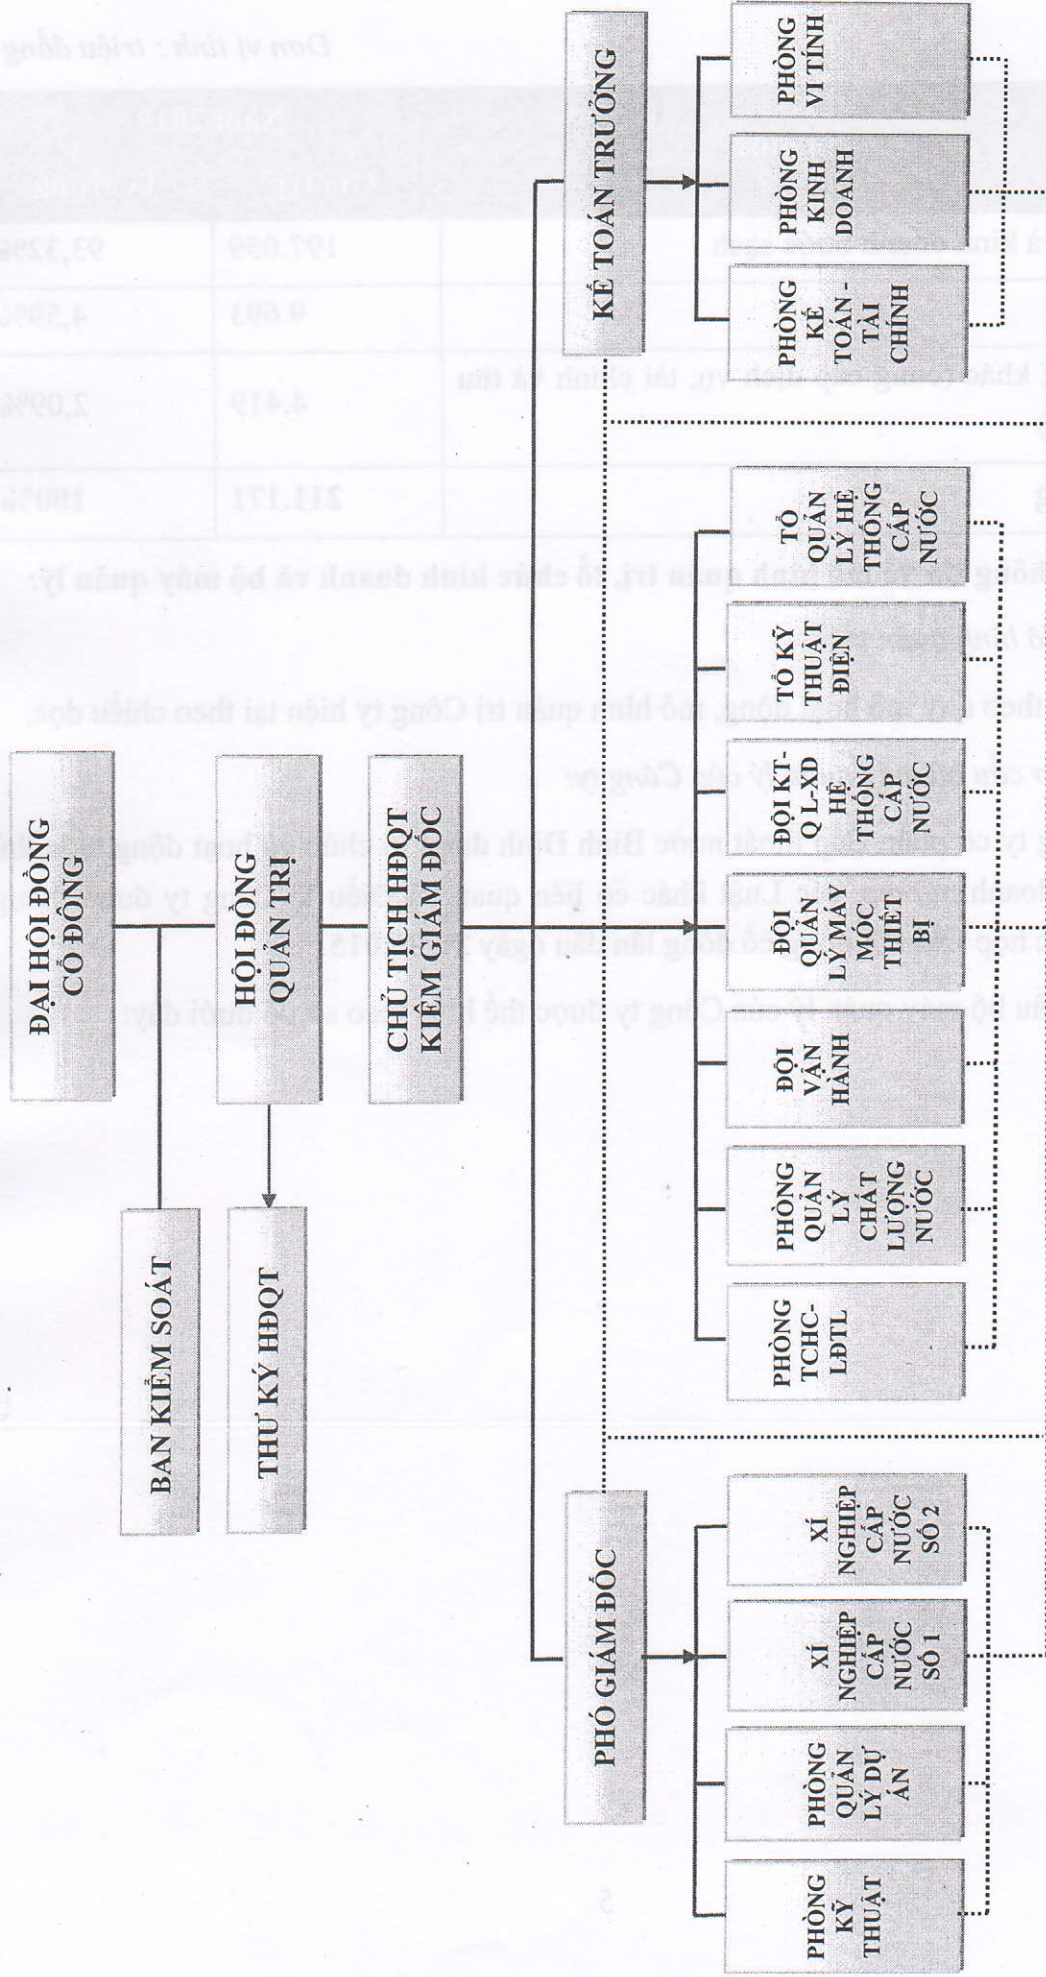 ĐẠI HỘI ĐỒNG
CỔ ĐÔNG
BAN KIỂM SOÁT
HỘI ĐỒNG
QUẢN TRỊ
THƯ KÝ HĐQT
CHỦ TỊCH HĐQT
KIÊM GIÁM ĐỐC
PHÓ GIÁM ĐỐC
KẾ TOÁN TRƯỞNG
PHÒNG
KỸ
THUẬT
PHÒNG
QUẢN
LÝ DỰ
ÁN
XÍ
NGHIỆP
CẤP
NƯỚC
SỐ 1
XÍ
NGHIỆP
CẤP
NƯỚC
SỐ 2
PHÒNG
TCHC-
LĐTL
PHÒNG
QUẢN
LÝ
CHẤT
LƯỢNG
NƯỚC
ĐỘI
VẬN
HÀNH
ĐỘI
QUẢN
LÝ MÁY
MÓC
THIẾT
BỊ
ĐỘI KT-
QL-XD
HỆ
THỐNG
CẤP
NƯỚC
TỔ KỸ
THUẬT
ĐIỆN
TỔ
QUẢN
LÝ HỆ
THỐNG
CẤP
NƯỚC
PHÒNG
KẾ
TOÁN -
TÀI
CHÍNH
PHÒNG
KINH
DOANH
PHÒNG
VI TÍNH